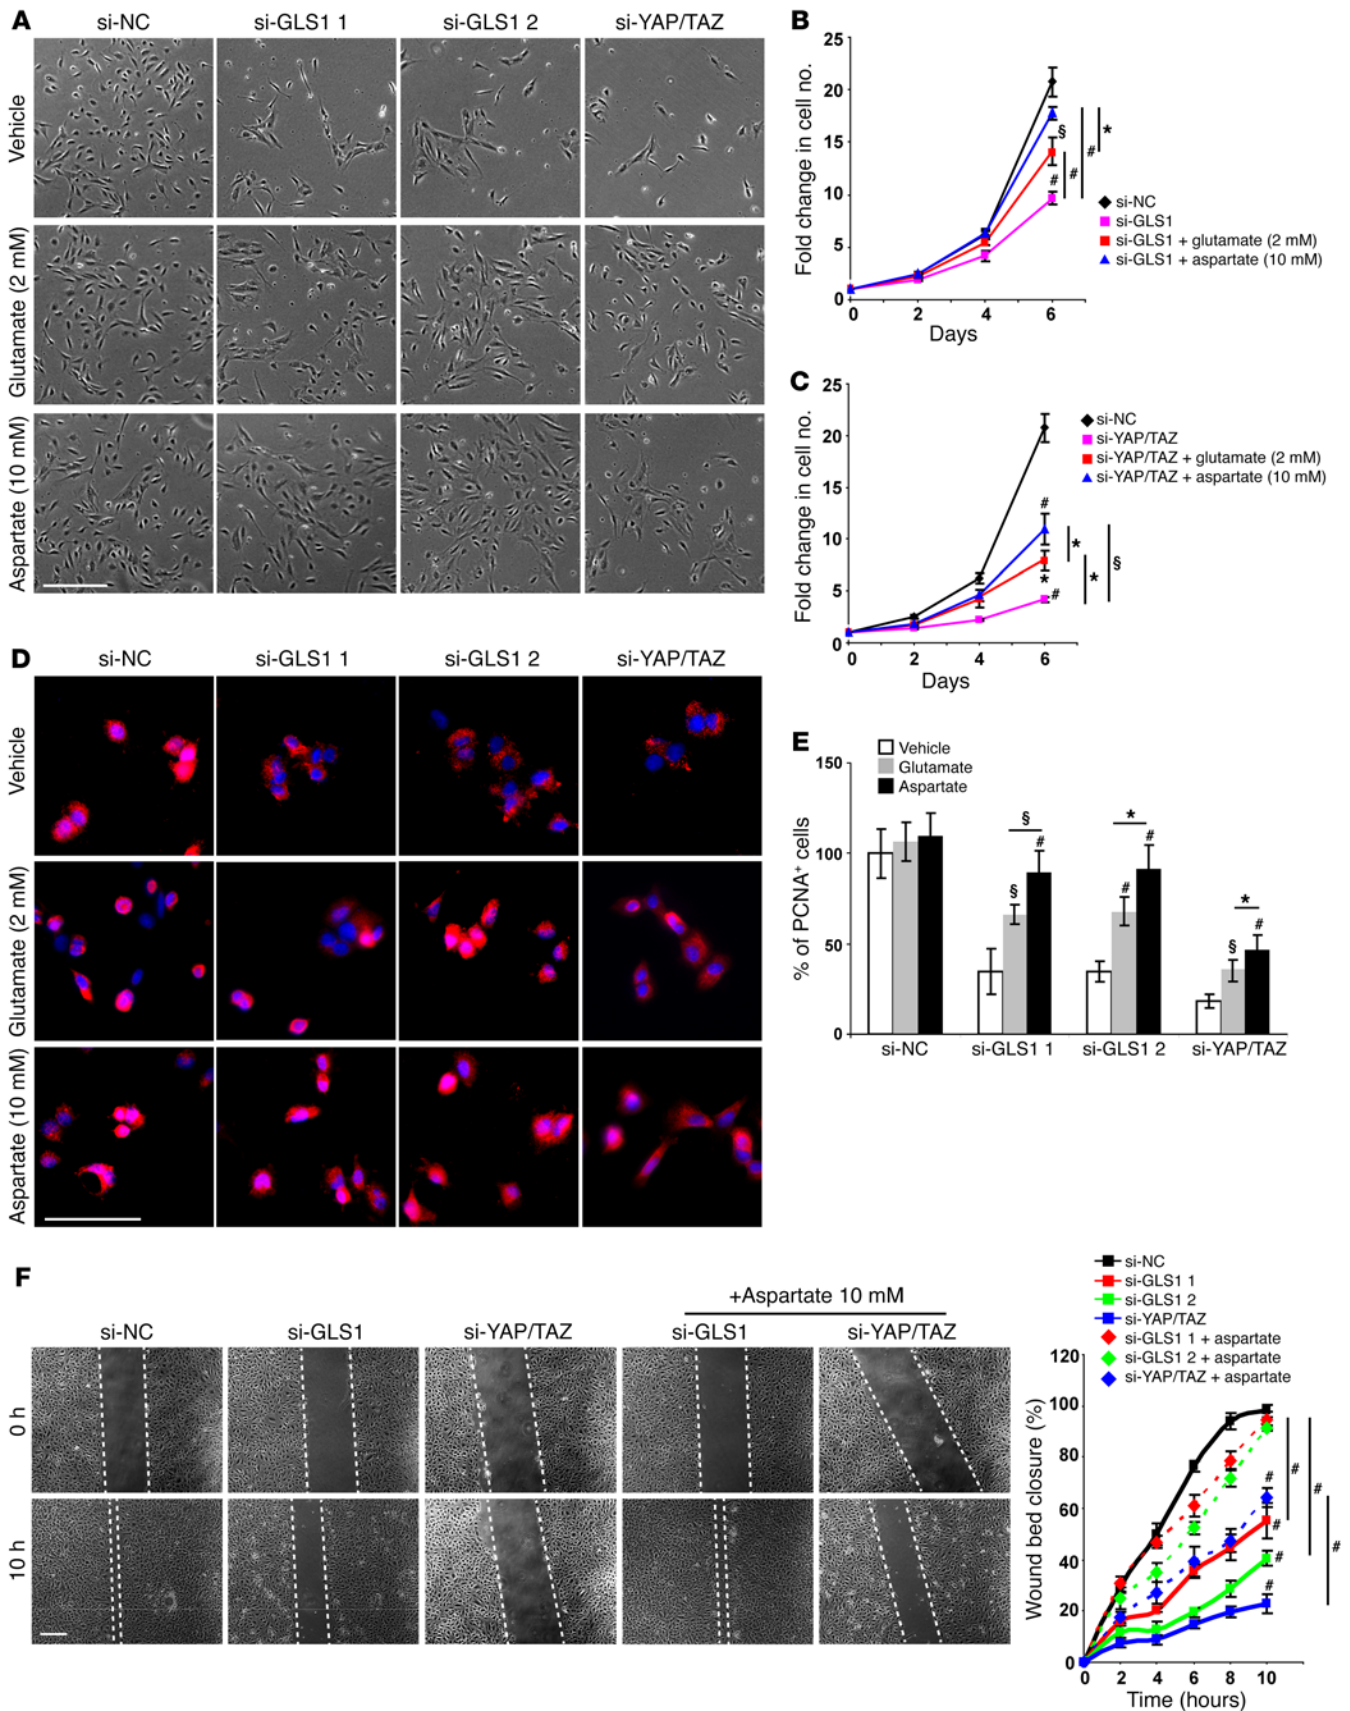 A
si-NC si-GLS1 1 si-GLS1 2 si-YAP/TAZ
Vehicle
Glutamate (2 mM)
Aspartate (10 mM)
B
Fold change in cell no.
25
20
15
10
5
0
0 2 4 6
Days
§
#
#
#
*
si-NC
si-GLS1
si-GLS1 + glutamate (2 mM)
si-GLS1 + aspartate (10 mM)
C
Fold change in cell no.
25
20
15
10
5
0
0 2 4 6
Days
#
*
#
*
*
§
si-NC
si-YAP/TAZ
si-YAP/TAZ + glutamate (2 mM)
si-YAP/TAZ + aspartate (10 mM)
D
si-NC si-GLS1 1 si-GLS1 2 si-YAP/TAZ
Vehicle
Glutamate (2 mM)
Aspartate (10 mM)
E
Vehicle
Glutamate
Aspartate
% of PCNA+ cells
150
100
50
0
§ * *
§ # # # § #
si-NC si-GLS1 1 si-GLS1 2 si-YAP/TAZ
F
+Aspartate 10 mM
si-NC si-GLS1 si-YAP/TAZ si-GLS1 si-YAP/TAZ
0 h
10 h
si-NC
si-GLS1 1
si-GLS1 2
si-YAP/TAZ
si-GLS1 1 + aspartate
si-GLS1 2 + aspartate
si-YAP/TAZ + aspartate
Wound bed closure (%)
120
100
80
60
40
20
0
0 2 4 6 8 10
Time (hours)
#
#
#
#
#
#
#